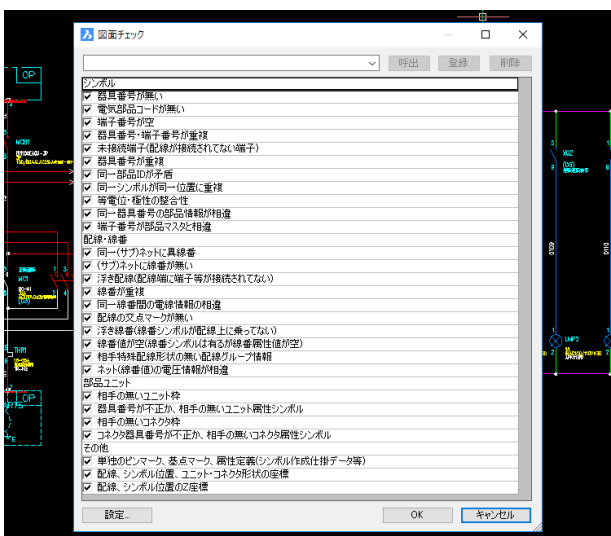 図面チェック
呼出 登録 削除
シンボル
器具番号が無い
電気部品コードが無い
端子番号が空
器具番号・端子番号が重複
未接続端子(配線が接続されてない端子)
器具番号が重複
同一部品IDが矛盾
同一シンボルが同一位置に重複
等電位・極性の整合性
同一器具番号の部品情報が相違
端子番号が部品マスタと相違
配線・線番
同一(サブ)ネットに異線番
(サブ)ネットに線番が無い
浮き配線(配線端に端子等が接続されてない)
線番が重複
同一線番間の電線情報の相違
配線の交点マークが無い
浮き線番(線番シンボルが配線上に乗ってない)
線番値が空(線番シンボルは有るが線番属性値が空)
相手特殊配線形状の無い配線グループ情報
ネット(線番値)の電圧情報が相違
部品ユニット
相手の無いユニット枠
器具番号が不正か、相手の無いユニット属性シンボル
相手の無いコネクタ枠
コネクタ器具番号が不正か、相手の無いコネクタ属性シンボル
その他
単独のピンマーク、基点マーク、属性定義(シンボル作成仕掛データ等)
配線、シンボル位置、ユニット・コネクタ形状の座標
配線、シンボル位置のZ座標
設定... OK キャンセル
OP
MCB1
MC1
THR1
OP
XQ2
0109
0110